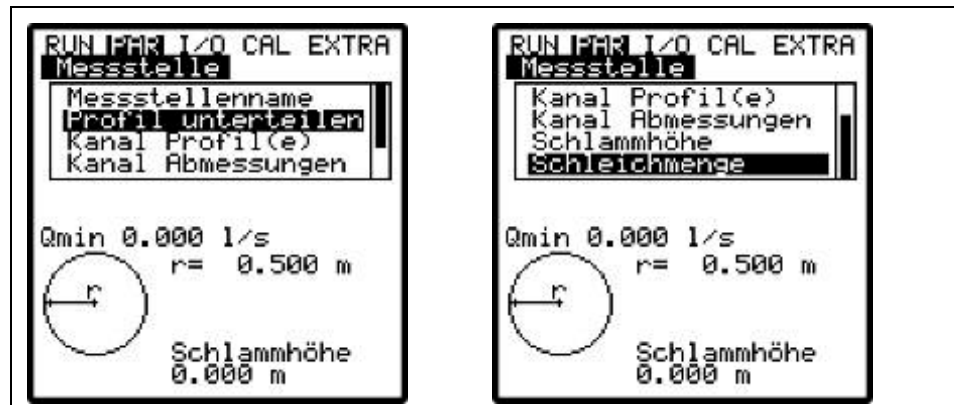 RUN PAR I/O CAL EXTRA
Messstelle
Messstellenname
Profil unterteilen
Kanal Profil(e)
Kanal Abmessungen
Qmin 0.000 l/s
r= 0.500 m
r
Schlammhöhe
0.000 m
RUN PAR I/O CAL EXTRA
Messstelle
Kanal Profil(e)
Kanal Abmessungen
Schlammhöhe
Schleichmenge
Qmin 0.000 l/s
r= 0.500 m
r
Schlammhöhe
0.000 m